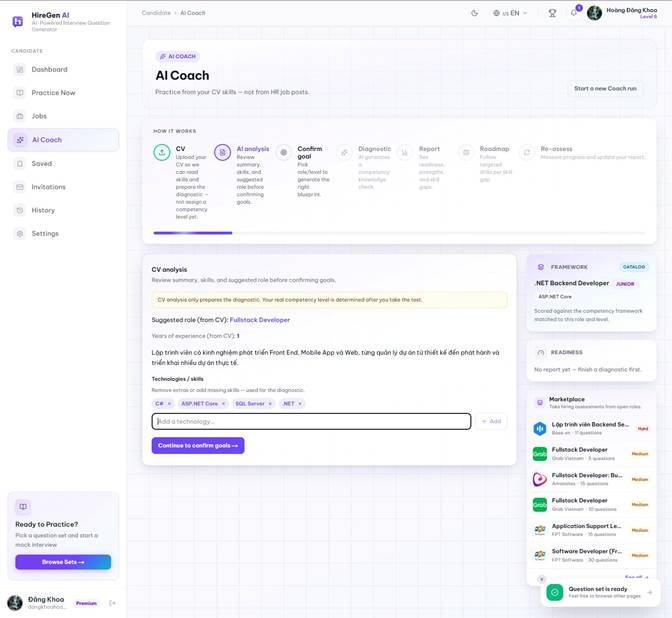 HireGen AI
AI-Powered Interview Question
Generator
CANDIDATE
Dashboard
Practice Now
Jobs
AI Coach
Saved
Invitations
History
Settings
Ready to Practice?
Pick a question set and start a
mock interview
Browse Sets →
Đăng Khoa
dangkhoahoa...
Premium
Candidate › AI Coach
US EN
1
Hoàng Đăng Khoa
Level 6
AI COACH
AI Coach
Practice from your CV skills — not from HR job posts.
Start a new Coach run
HOW IT WORKS
CV
Upload your
CV so we
can read
skills and
prepare the
diagnostic —
not assign a
competency
level yet.
AI analysis
Review
summary,
skills, and
suggested
role before
confirming
goals.
Confirm
goal
Pick
role/level to
generate the
right
blueprint.
Diagnostic
AI generates
a
competency
knowledge
check.
Report
See
readiness,
strengths,
and skill
gaps.
Roadmap
Follow
targeted
drills per skill
gap.
Re-assess
Measure progress and update your report.
CV analysis
Review summary, skills, and suggested role before confirming goals.
CV analysis only prepares the diagnostic. Your real competency level is determined after you take the test.
Suggested role (from CV): Fullstack Developer
Years of experience (from CV): 1
Lập trình viên có kinh nghiệm phát triển Front End, Mobile App và Web, từng quản lý dự án từ thiết kế đến phát hành và
triển khai nhiều dự án thực tế.
Technologies / skills
Remove extras or add missing skills — used for the diagnostic.
C# ×
ASP.NET Core ×
SQL Server ×
.NET ×
Add a technology...
+ Add
Continue to confirm goals →
FRAMEWORK
CATALOG
.NET Backend Developer
JUNIOR
ASP.NET Core
Scored against the competency framework
matched to this role and level.
READINESS
No report yet — finish a diagnostic first.
Marketplace
Take hiring assessments from open roles.
Lập trình viên Backend Se...
Base.vn · 11 questions
Hard
Grab
Fullstack Developer
Grab Vietnam · 5 questions
Medium
Fullstack Developer: Bu...
Amanotes · 15 questions
Medium
Grab
Fullstack Developer
Grab Vietnam · 10 questions
Medium
Application Support Le...
FPT Software · 15 questions
Medium
Software Developer (Fr...
FPT Software · 30 questions
Medium
See all →
Question set is ready
Feel free to browse other pages